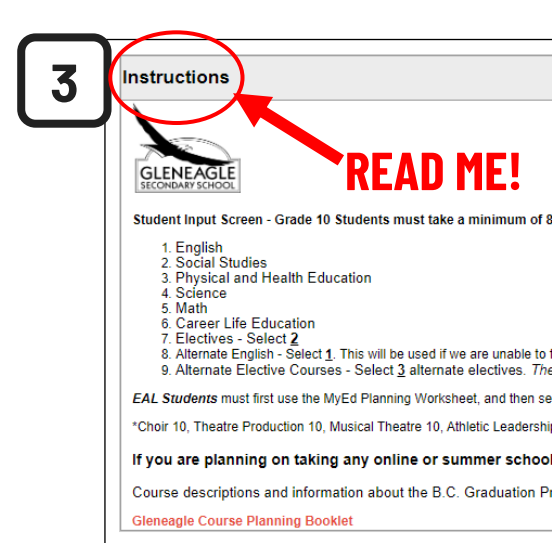 3
Instructions
GLENEAGLE
SECONDARY SCHOOL
READ ME!
Student Input Screen - Grade 10 Students must take a minimum of 8
1. English
2. Social Studies
3. Physical and Health Education
4. Science
5. Math
6. Career Life Education
7. Electives - Select 2
8. Alternate English - Select 1. This will be used if we are unable to
9. Alternate Elective Courses - Select 3 alternate electives. The
EAL Students must first use the MyEd Planning Worksheet, and then se
*Choir 10, Theatre Production 10, Musical Theatre 10, Athletic Leadership
If you are planning on taking any online or summer school
Course descriptions and information about the B.C. Graduation Pr
Gleneagle Course Planning Booklet